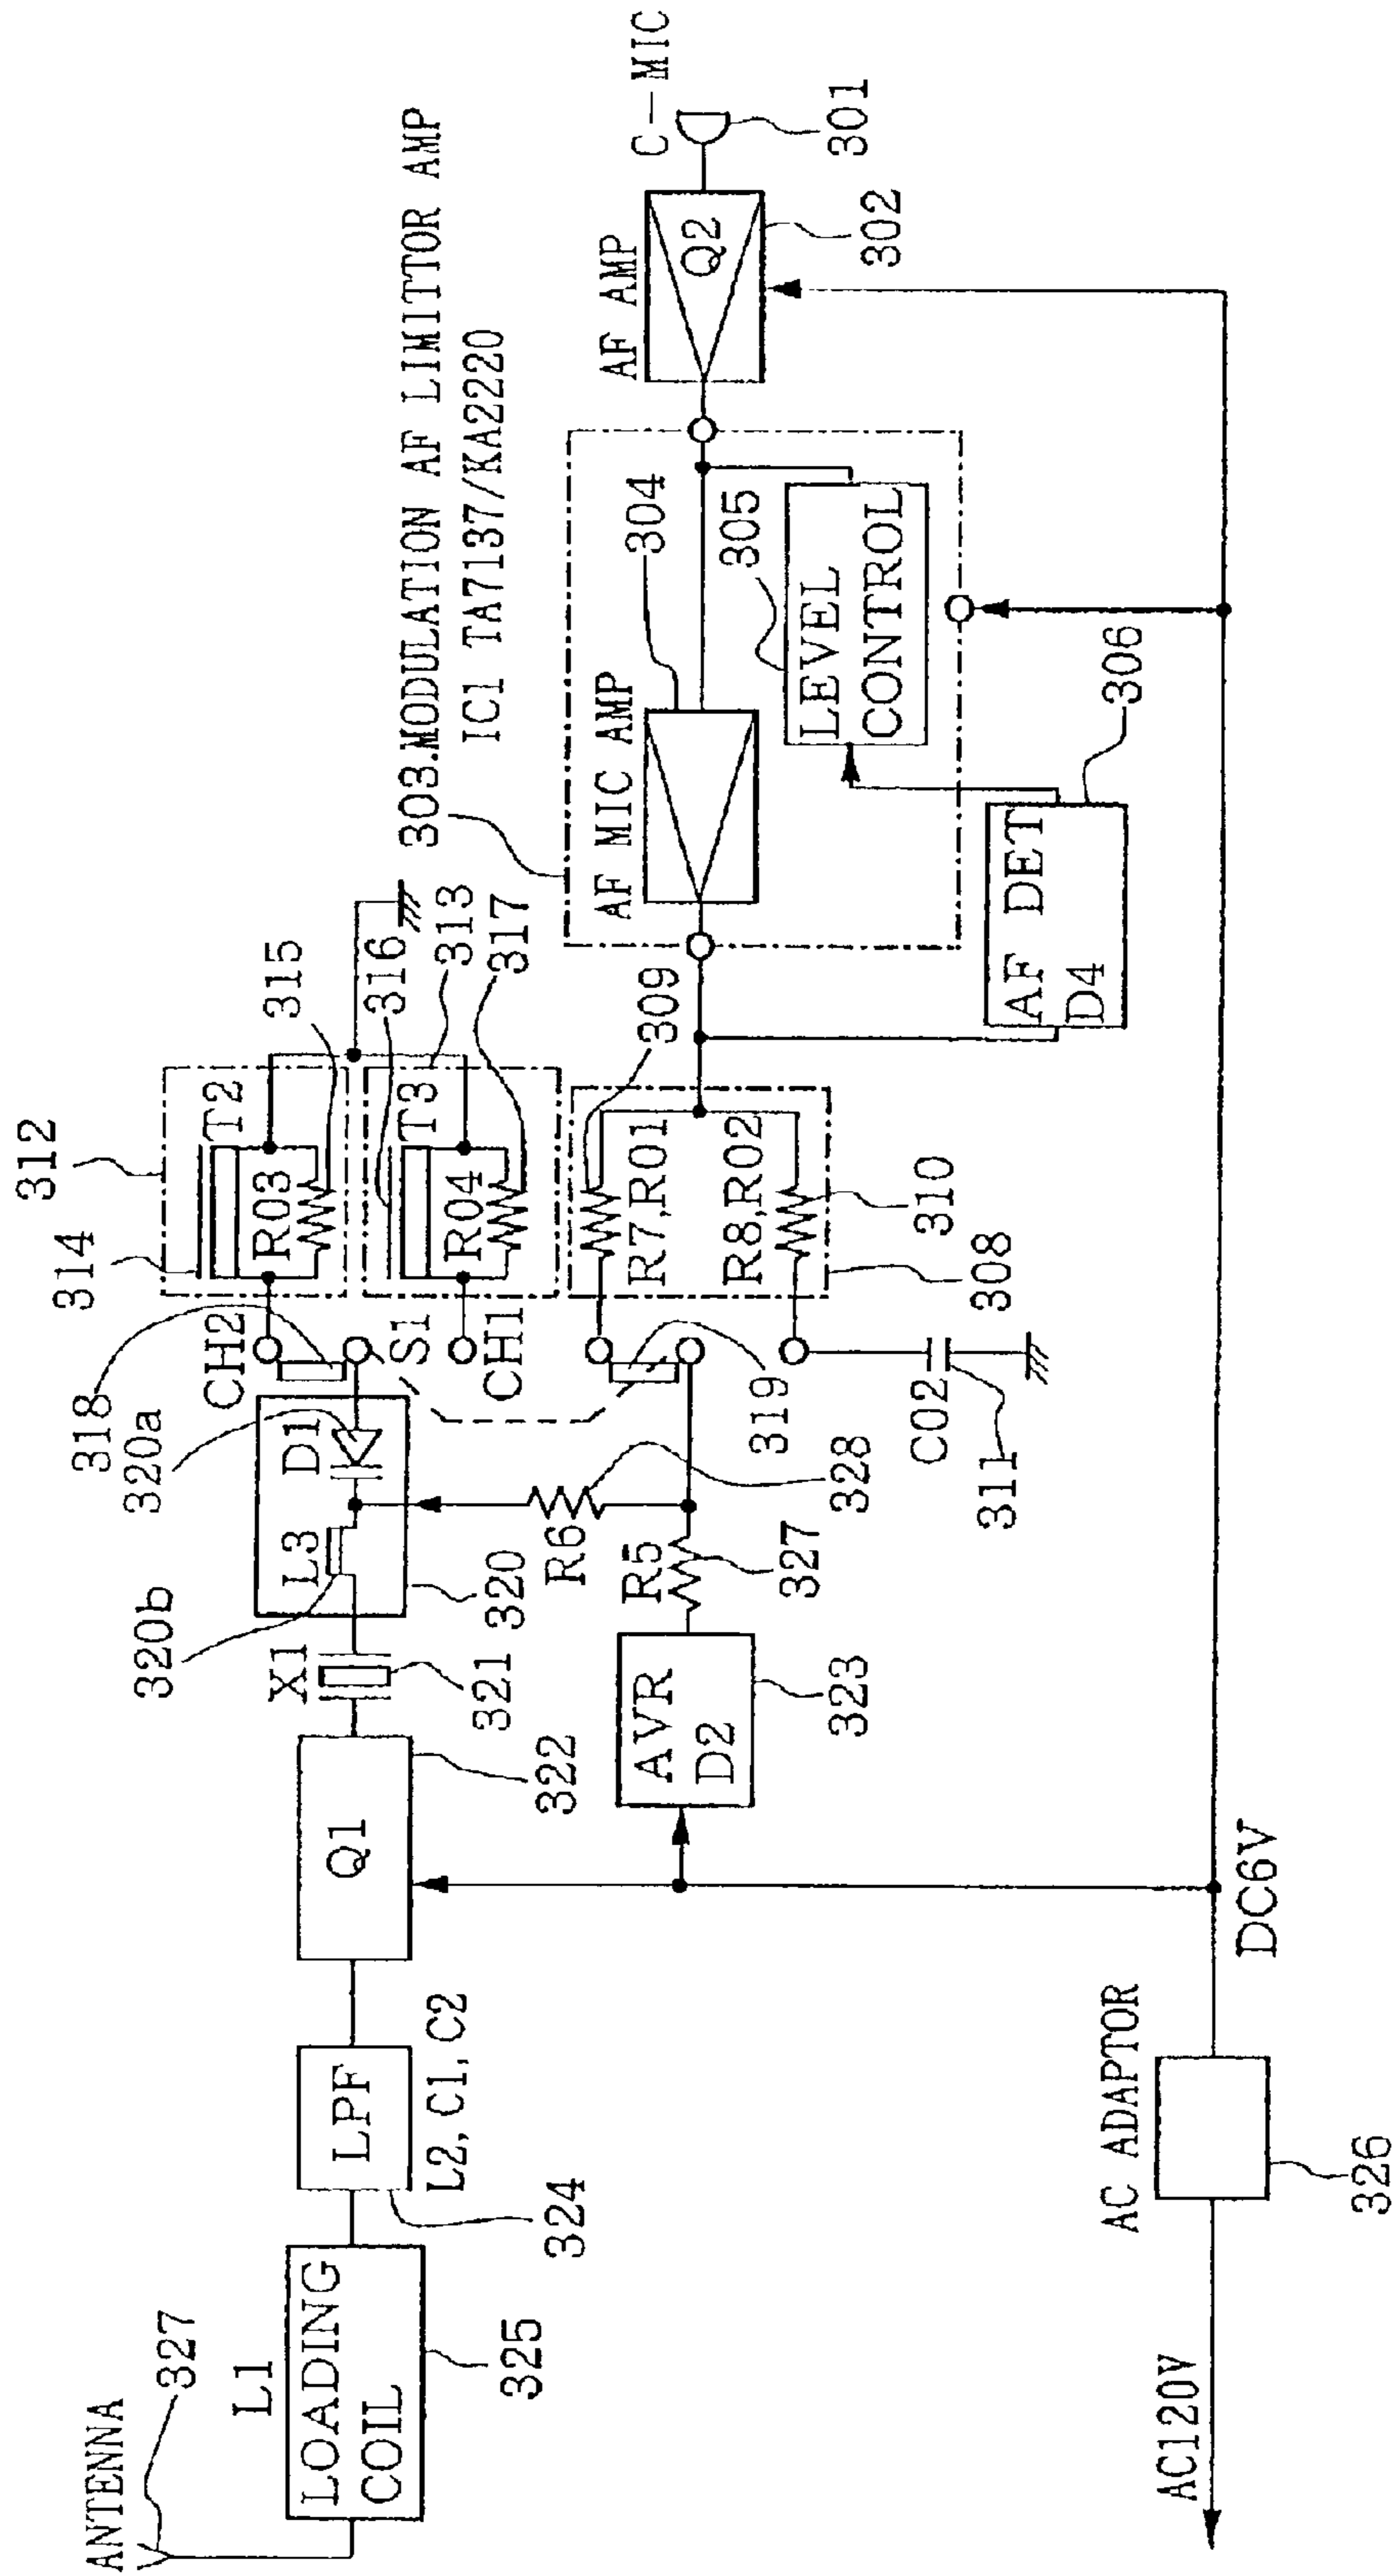 ANTENNA
327
L1
LOADING
COIL
325
LPF
324
L2, C1, C2
Q1
322
X1
321
320b
L3
D1
320
320a
318
CH2
S1
CH1
314
312
T2
R03
315
316
T3
R04
313
317
303.MODULATION AF LIMITTOR AMP
IC1 TA7137/KA2220
AVR
D2
323
R5
327
R6
328
319
C02
311
309
R7,R01
R8,R02
310
308
AF MIC AMP
304
305
LEVEL
CONTROL
AF DET
D4
306
AF AMP
Q2
302
C-MIC
301
AC120V
AC ADAPTOR
326
DC6V